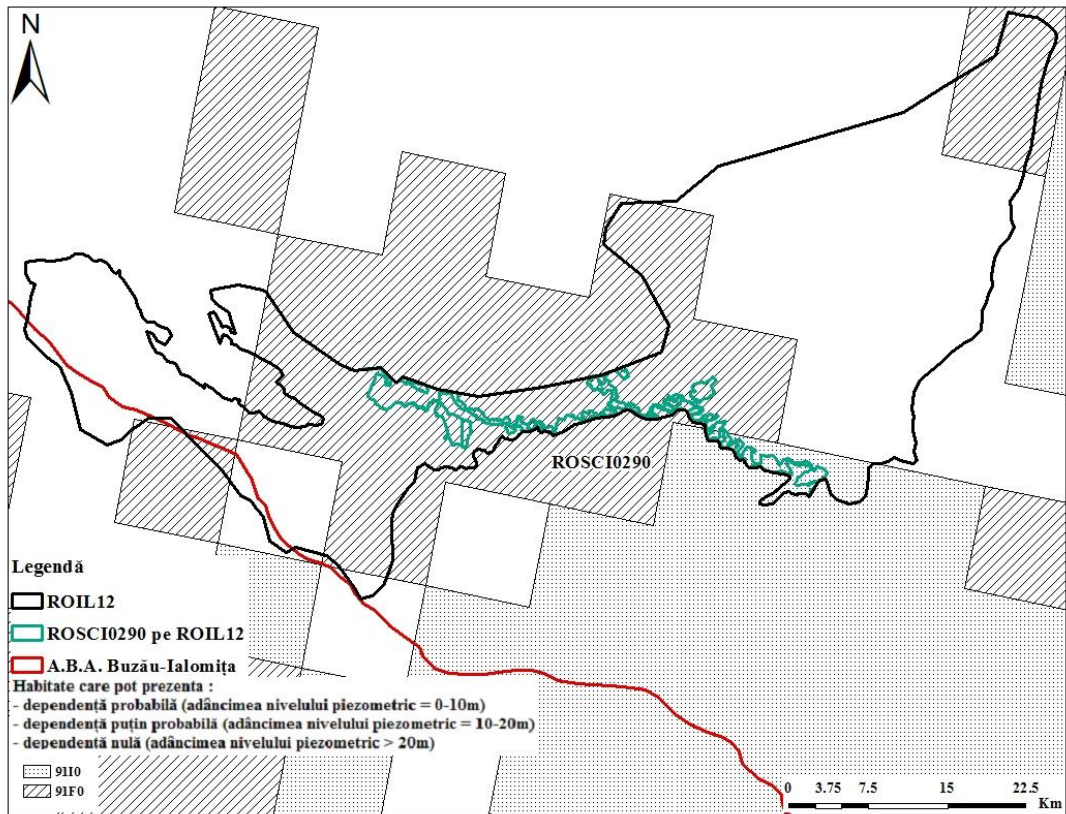 N
ROSCI0290
Legendă
ROIL12
ROSCI0290 pe ROIL12
A.B.A. Buzău-Ialomița
Habitate care pot prezenta :
- dependență probabilă (adâncimea nivelului piezometric = 0-10m)
- dependență puțin probabilă (adâncimea nivelului piezometric = 10-20m)
- dependență nulă (adâncimea nivelului piezometric > 20m)
91I0
91F0
0 3.75 7.5 15 22.5
Km